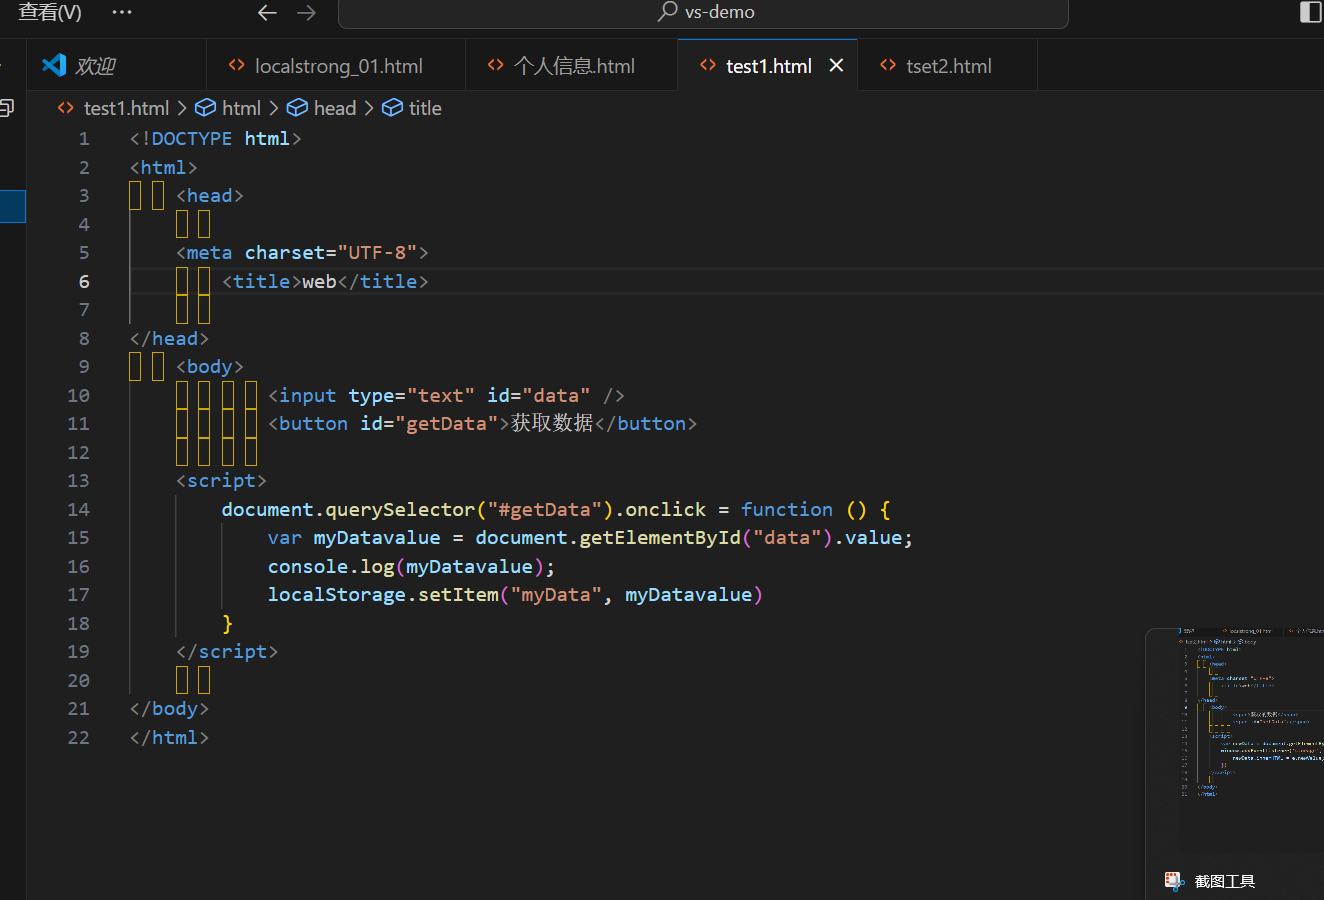 查看(V) ··· vs-demo
欢迎 localstrong_01.html 个人信息.html test1.html tset2.html
test1.html > html > head > title
1 <!DOCTYPE html>
2 <html>
3 <head>
4
5 <meta charset="UTF-8">
6 <title>web</title>
7
8 </head>
9 <body>
10 <input type="text" id="data" />
11 <button id="getData">获取数据</button>
12
13 <script>
14 document.querySelector("#getData").onclick = function () {
15 var myDatavalue = document.getElementById("data").value;
16 console.log(myDatavalue);
17 localStorage.setItem("myData", myDatavalue)
18 }
19 </script>
20
21 </body>
22 </html>
截图工具